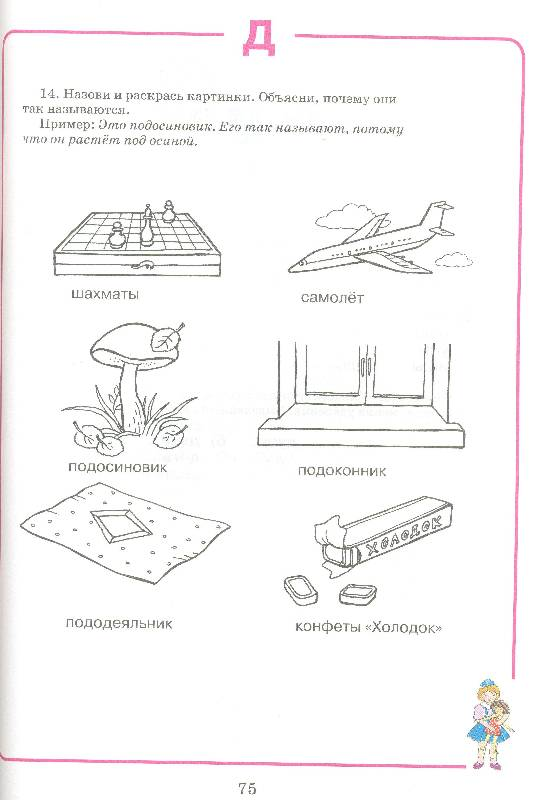 Д
14. Назови и раскрась картинки. Объясни, почему они
так называются.
Пример: Это подосиновик. Его так называют, потому
что он растёт под осиной.
шахматы
самолёт
подосиновик
подоконник
ХОЛОДОК
пододеяльник
конфеты «Холодок»
75